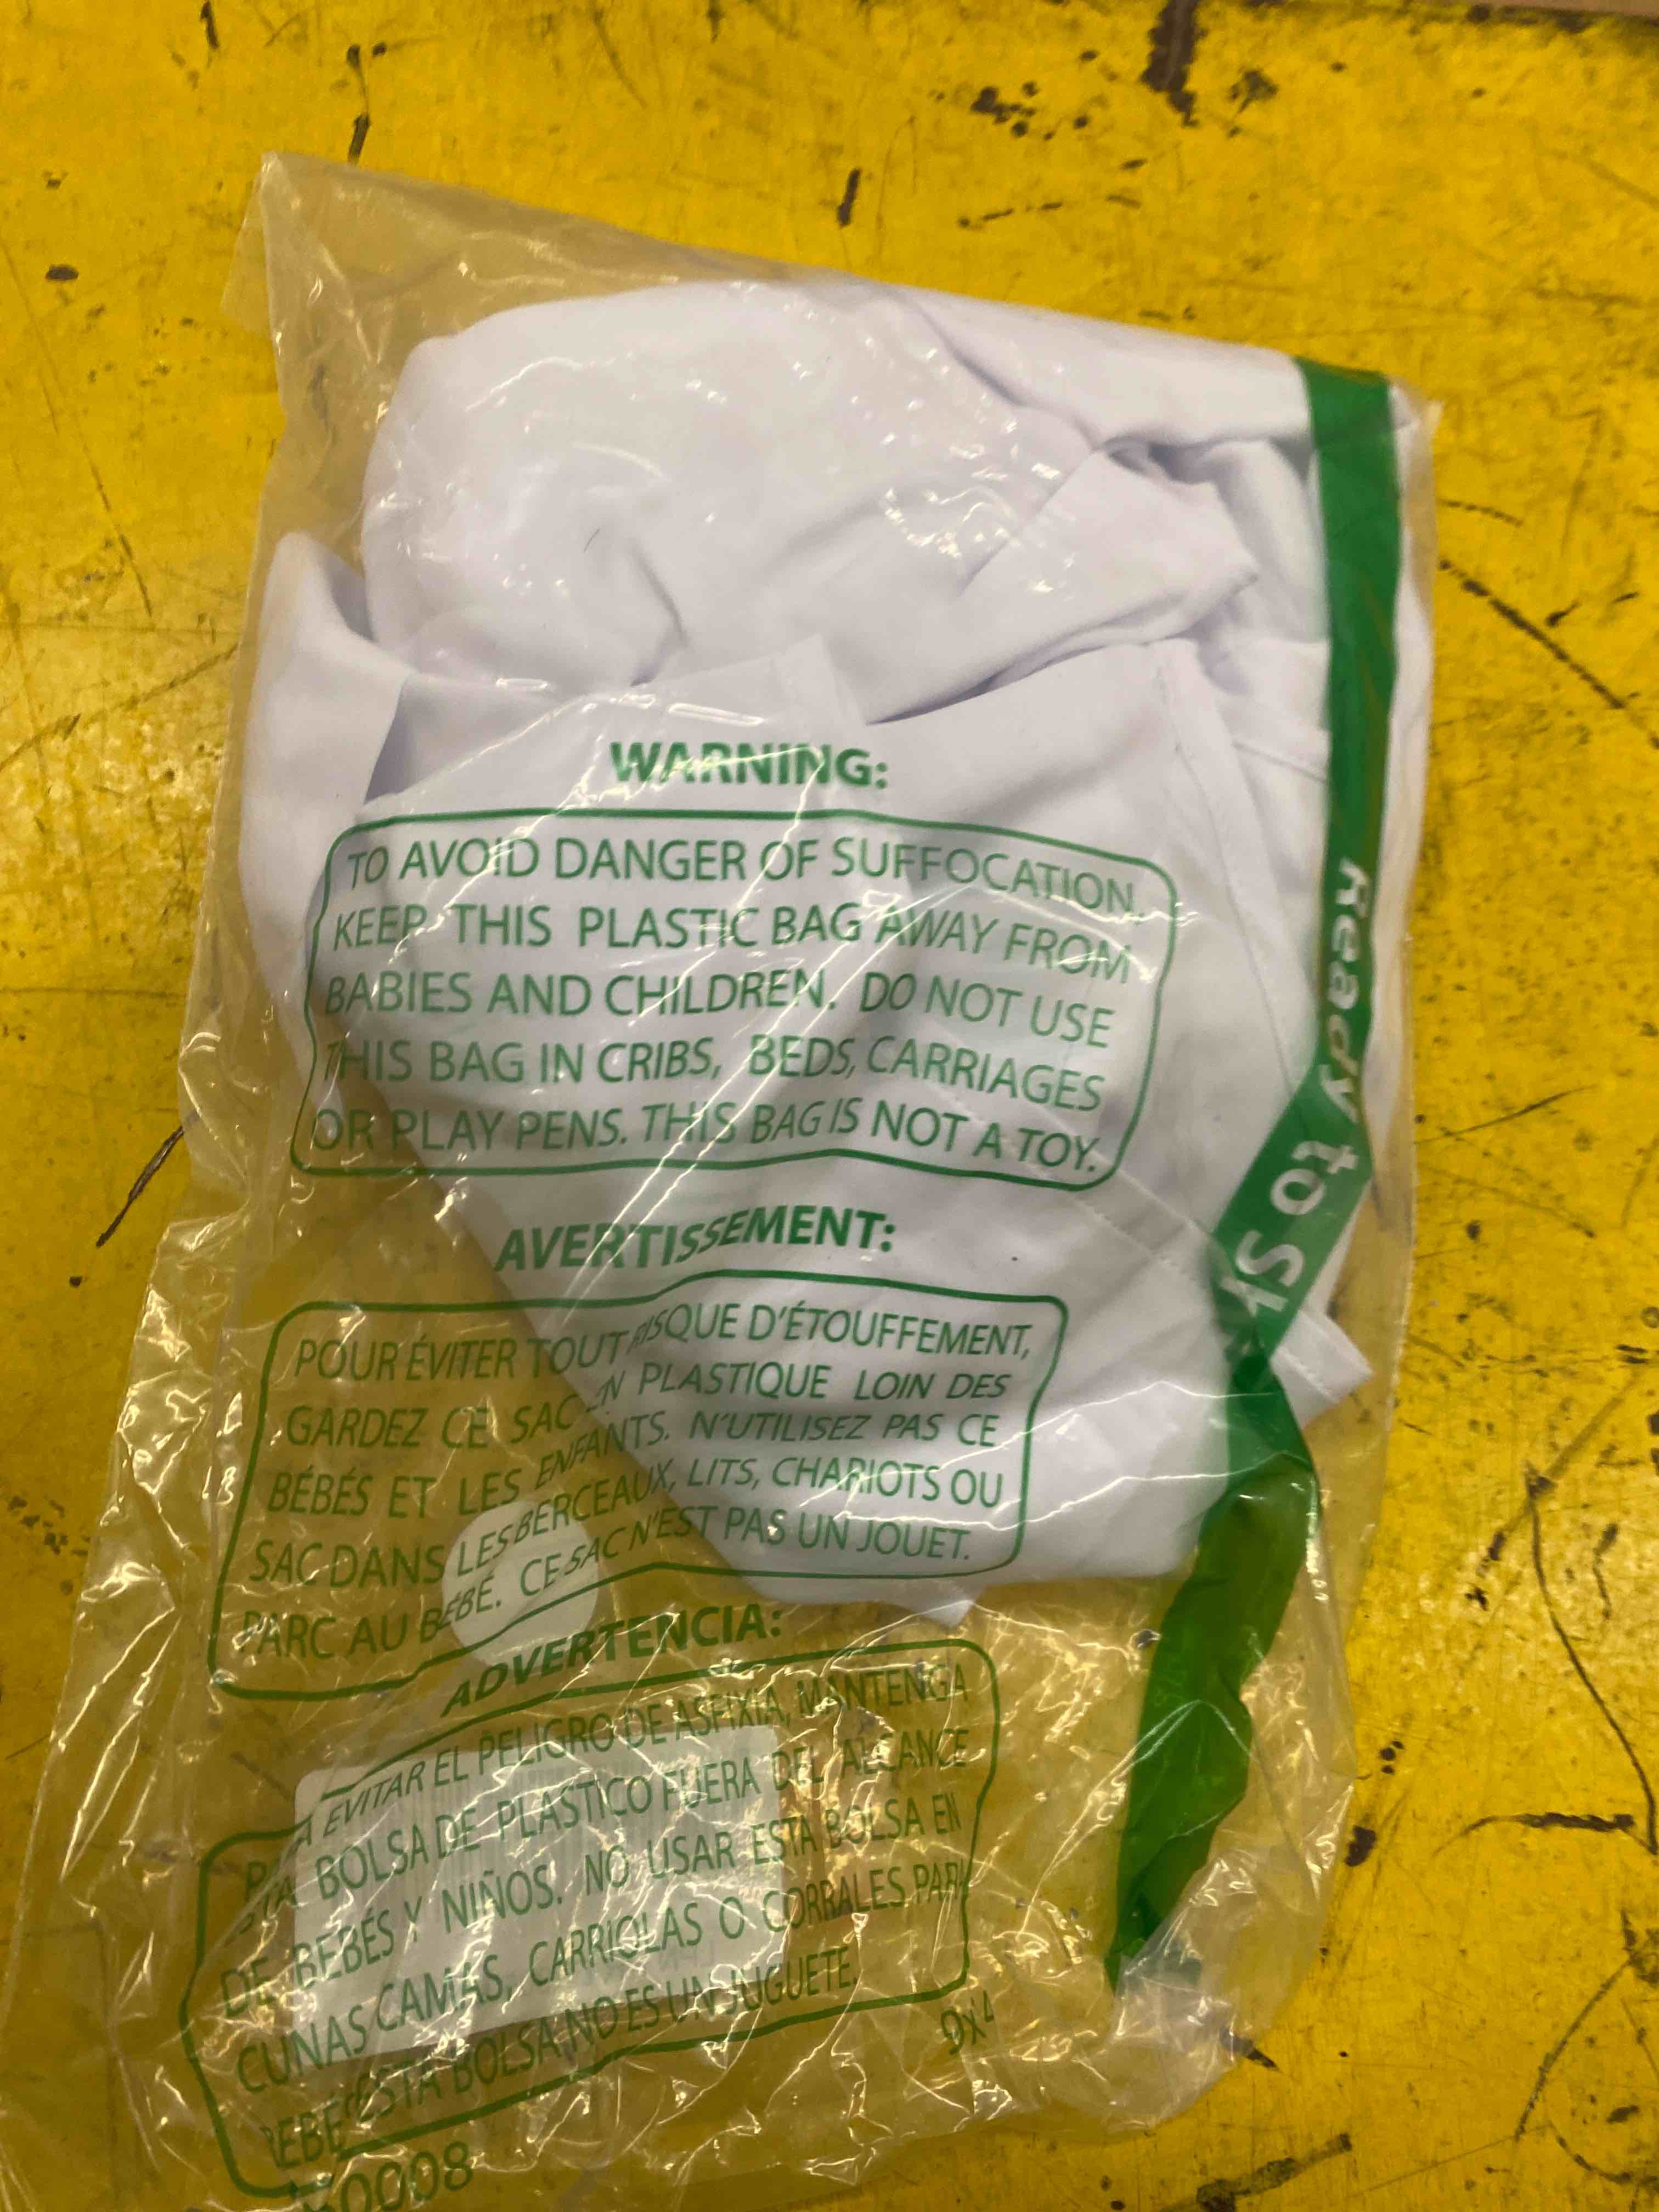 WARNING:
TO AVOID DANGER OF SUFFOCATION,
KEEP THIS PLASTIC BAG AWAY FROM
BABIES AND CHILDREN. DO NOT USE
THIS BAG IN CRIBS, BEDS, CARRIAGES
OR PLAY PENS. THIS BAG IS NOT A TOY.
AVERTISSEMENT:
POUR ÉVITER TOUT RISQUE D'ÉTOUFFEMENT,
GARDEZ CE SAC EN PLASTIQUE LOIN DES
BÉBÉS ET LES ENFANTS. N'UTILISEZ PAS CE
SAC DANS LES BERCEAUX, LITS, CHARIOTS OU
PARC AU BÉBÉ. CE SAC N'EST PAS UN JOUET.
ADVERTENCIA:
EVITAR EL PELIGRO DE ASFIXIA, MANTENGA
BOLSA DE PLASTICO FUERA DEL ALCANCE
DE BEBÉS Y NIÑOS. NO USAR ESTA BOLSA EN
CUNAS CAMAS, CARRIOLAS O CORRALES PARA
BEBÉ ESTA BOLSA NO ES UN JUGUETE.
Ready to